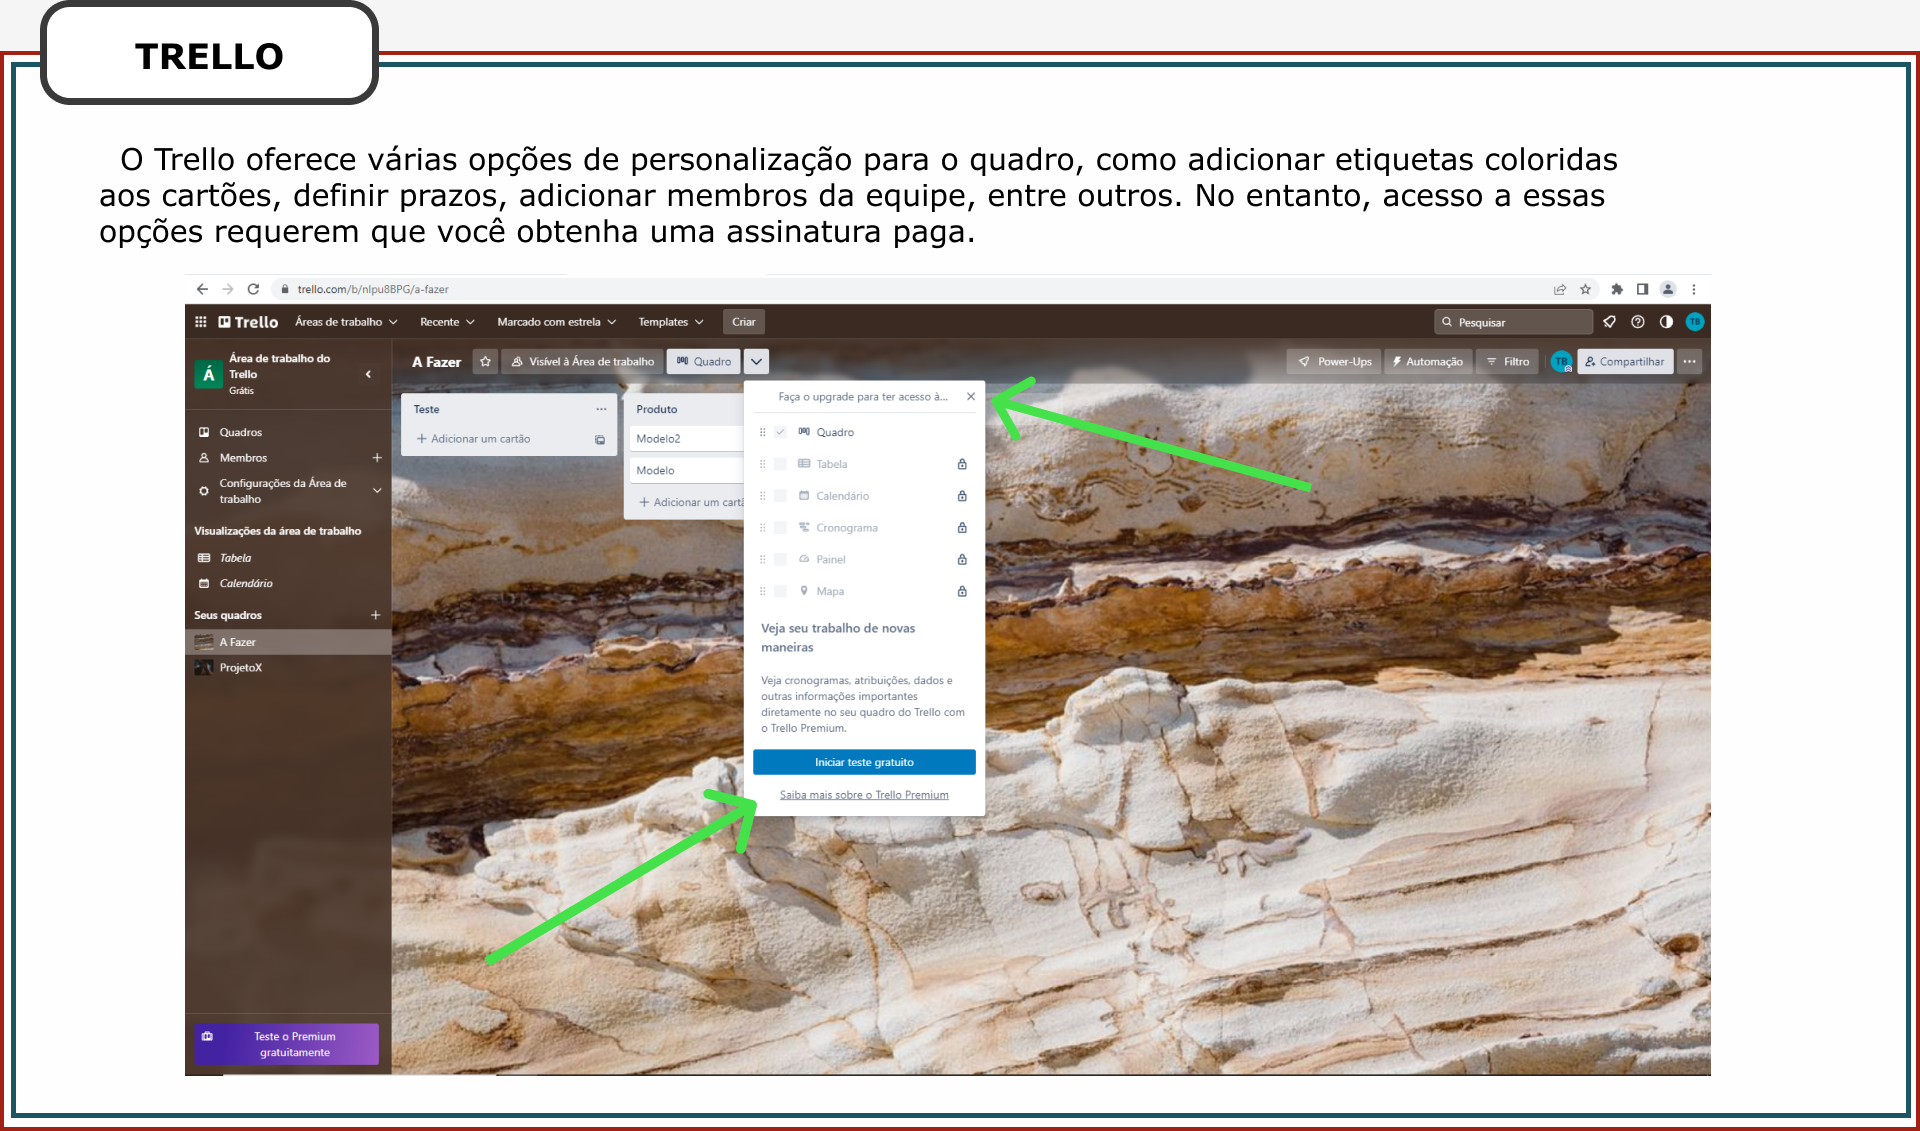 TRELLO
O Trello oferece várias opções de personalização para o quadro, como adicionar etiquetas coloridas
aos cartões, definir prazos, adicionar membros da equipe, entre outros. No entanto, acesso a essas
opções requerem que você obtenha uma assinatura paga.
trello.com/b/nlpu8BPG/a-fazer
Trello Áreas de trabalho Recente Marcado com estrela Templates Criar Pesquisar TB
Á
Área de trabalho do
Trello
Grátis
A Fazer Visível à Área de trabalho Quadro Power-Ups Automação Filtro TB Compartilhar
Quadros
Membros
Configurações da Área de
trabalho
Visualizações da área de trabalho
Tabela
Calendário
Seus quadros
A Fazer
ProjetoX
Teste o Premium
gratuitamente
Teste
Adicionar um cartão
Produto
Modelo2
Modelo
Adicionar um cartã
Faça o upgrade para ter acesso à...
Quadro
Tabela
Calendário
Cronograma
Painel
Mapa
Veja seu trabalho de novas
maneiras
Veja cronogramas, atribuições, dados e
outras informações importantes
diretamente no seu quadro do Trello com
o Trello Premium.
Iniciar teste gratuito
Saiba mais sobre o Trello Premium